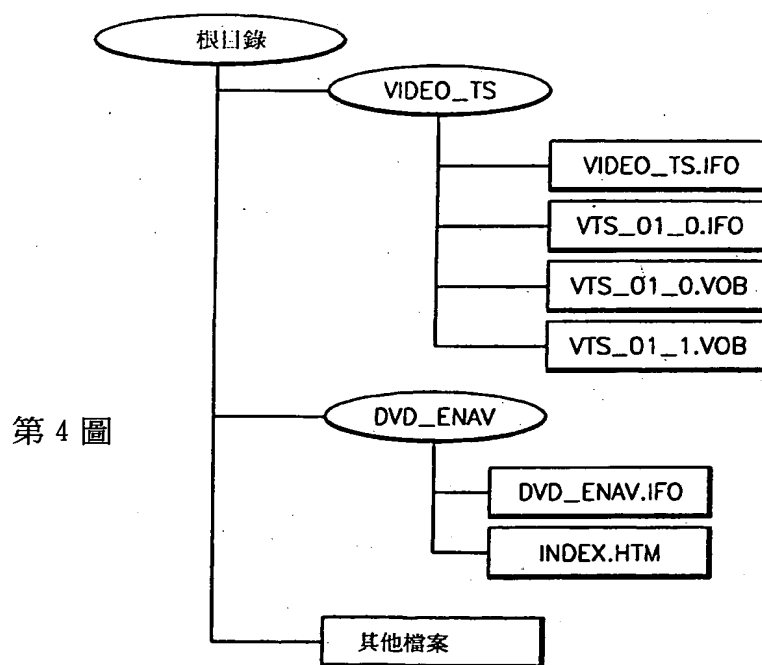 根目錄
VIDEO_TS
VIDEO_TS.IFO
VTS_01_0.IFO
VTS_01_0.VOB
VTS_01_1.VOB
第 4 圖
DVD_ENAV
DVD_ENAV.IFO
INDEX.HTM
其他檔案